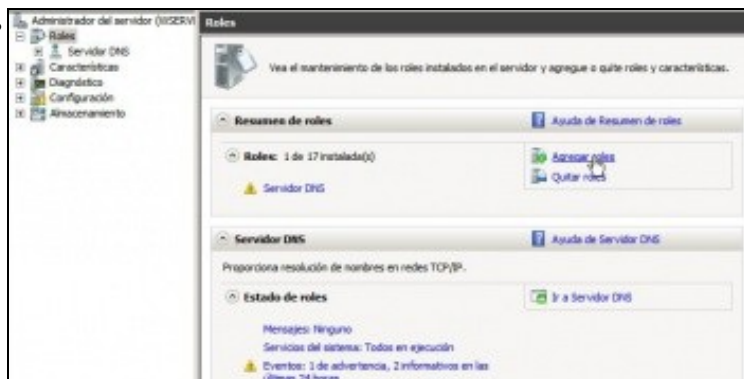 Administrador del servidor (WSERVI
Roles
Servidor DNS
Características
Diagnóstico
Configuración
Almacenamiento
Roles
Vea el mantenimiento de los roles instalados en el servidor y agregue o quite roles y características.
Resumen de roles
Ayuda de Resumen de roles
Roles: 1 de 17 instalada(s)
Agregar roles
Servidor DNS
Quitar roles
Servidor DNS
Ayuda de Servidor DNS
Proporciona resolución de nombres en redes TCP/IP.
Estado de roles
Ir a Servidor DNS
Mensajes: Ninguno
Servicios del sistema: Todos en ejecución
Eventos: 1 de advertencia, 2 informativos en las
últimas 24 horas